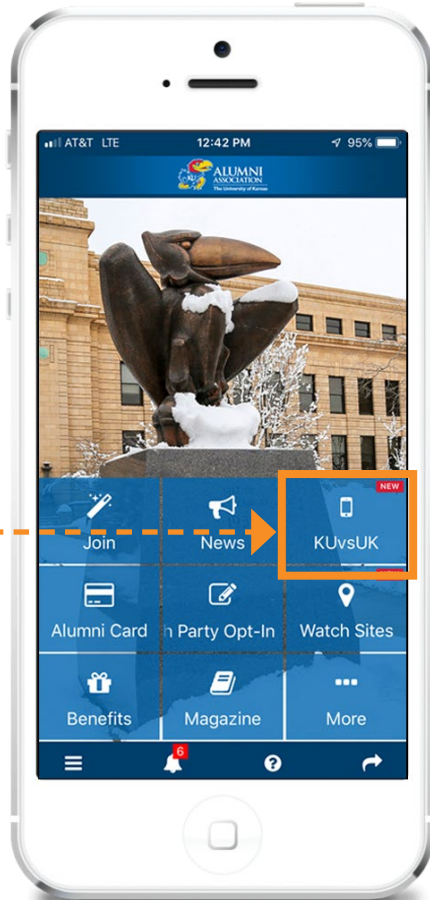 AT&T LTE 12:42 PM 95%
KU ALUMNI
ASSOCIATION
The University of Kansas
NEW
Join News KUvsUK
Alumni Card n Party Opt-In Watch Sites
Benefits Magazine More
6